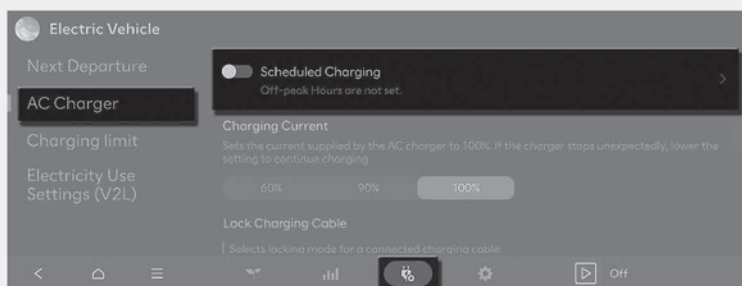 Electric Vehicle
Next Departure
AC Charger
Charging limit
Electricity Use
Settings (V2L)
Scheduled Charging
Off-peak Hours are not set.
Charging Current
Sets the current supplied by the AC charger to 100%. If the charger stops unexpectedly, lower the
setting to continue charging.
60% 90% 100%
Lock Charging Cable
Selects locking mode for a connected charging cable.
Off